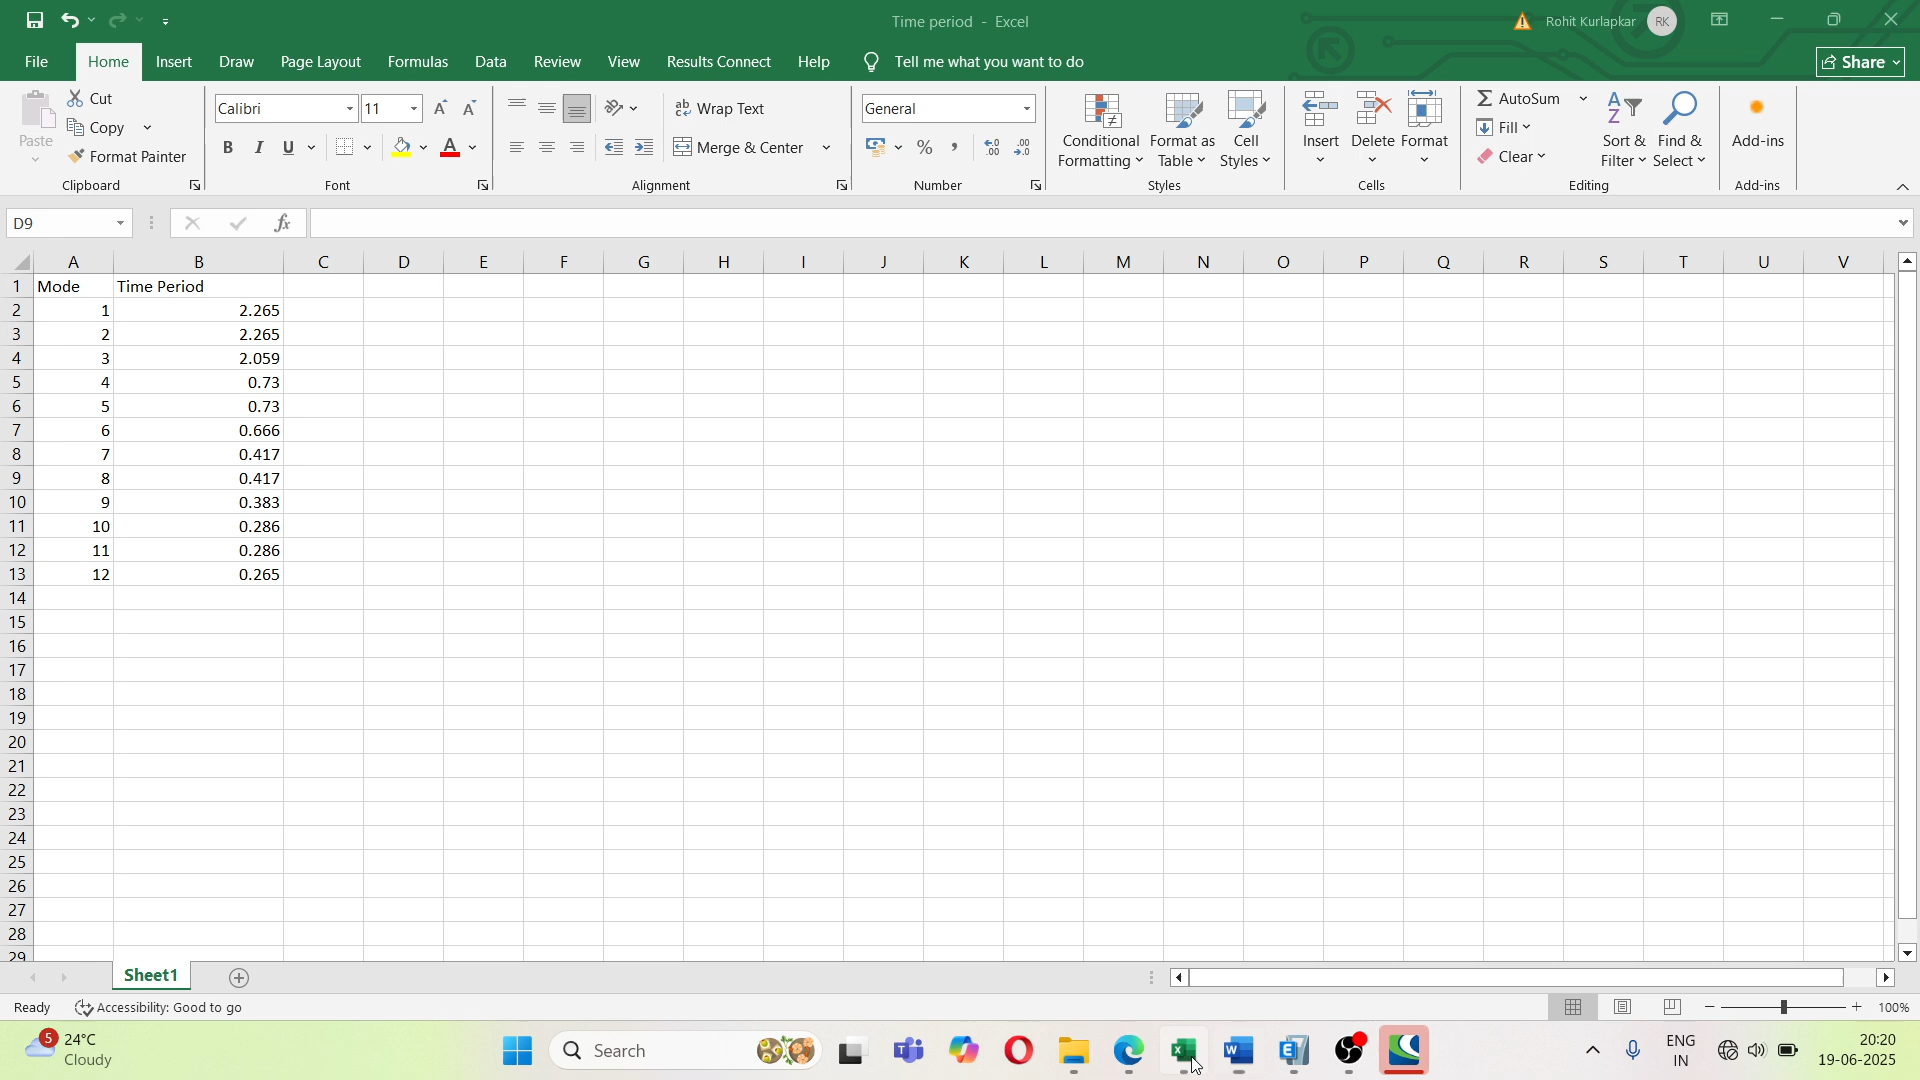 Time period - Excel
Rohit Kurlapkar RK
File Home Insert Draw Page Layout Formulas Data Review View Results Connect Help Tell me what you want to do Share
Paste Cut Copy Format Painter Clipboard
Calibri 11 B I U A Font
ab Wrap Text Merge & Center Alignment
General % , Number
Conditional Formatting Format as Table Cell Styles Styles
Insert Delete Format Cells
AutoSum Fill Clear Sort & Filter Find & Select Editing
Add-ins Add-ins
D9 fx
A B C D E F G H I J K L M N O P Q R S T U V
1 Mode Time Period
2 1 2.265
3 2 2.265
4 3 2.059
5 4 0.73
6 5 0.73
7 6 0.666
8 7 0.417
9 8 0.417
10 9 0.383
11 10 0.286
12 11 0.286
13 12 0.265
14
15
16
17
18
19
20
21
22
23
24
25
26
27
28
29
Sheet1
Ready Accessibility: Good to go 100%
5 24°C Search ENG 20:20
Cloudy IN 19-06-2025